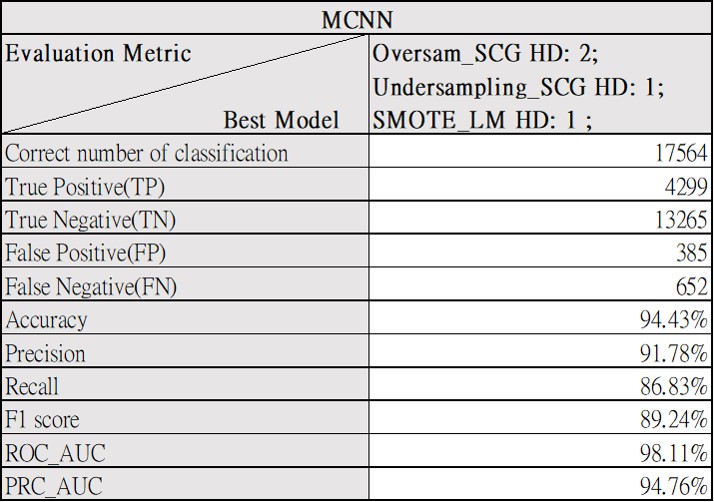 MCNN
Evaluation Metric
Best Model
Oversam_SCG HD: 2;
Undersampling_SCG HD: 1;
SMOTE_LM HD: 1 ;
Correct number of classification 17564
True Positive(TP) 4299
True Negative(TN) 13265
False Positive(FP) 385
False Negative(FN) 652
Accuracy 94.43%
Precision 91.78%
Recall 86.83%
F1 score 89.24%
ROC_AUC 98.11%
PRC_AUC 94.76%